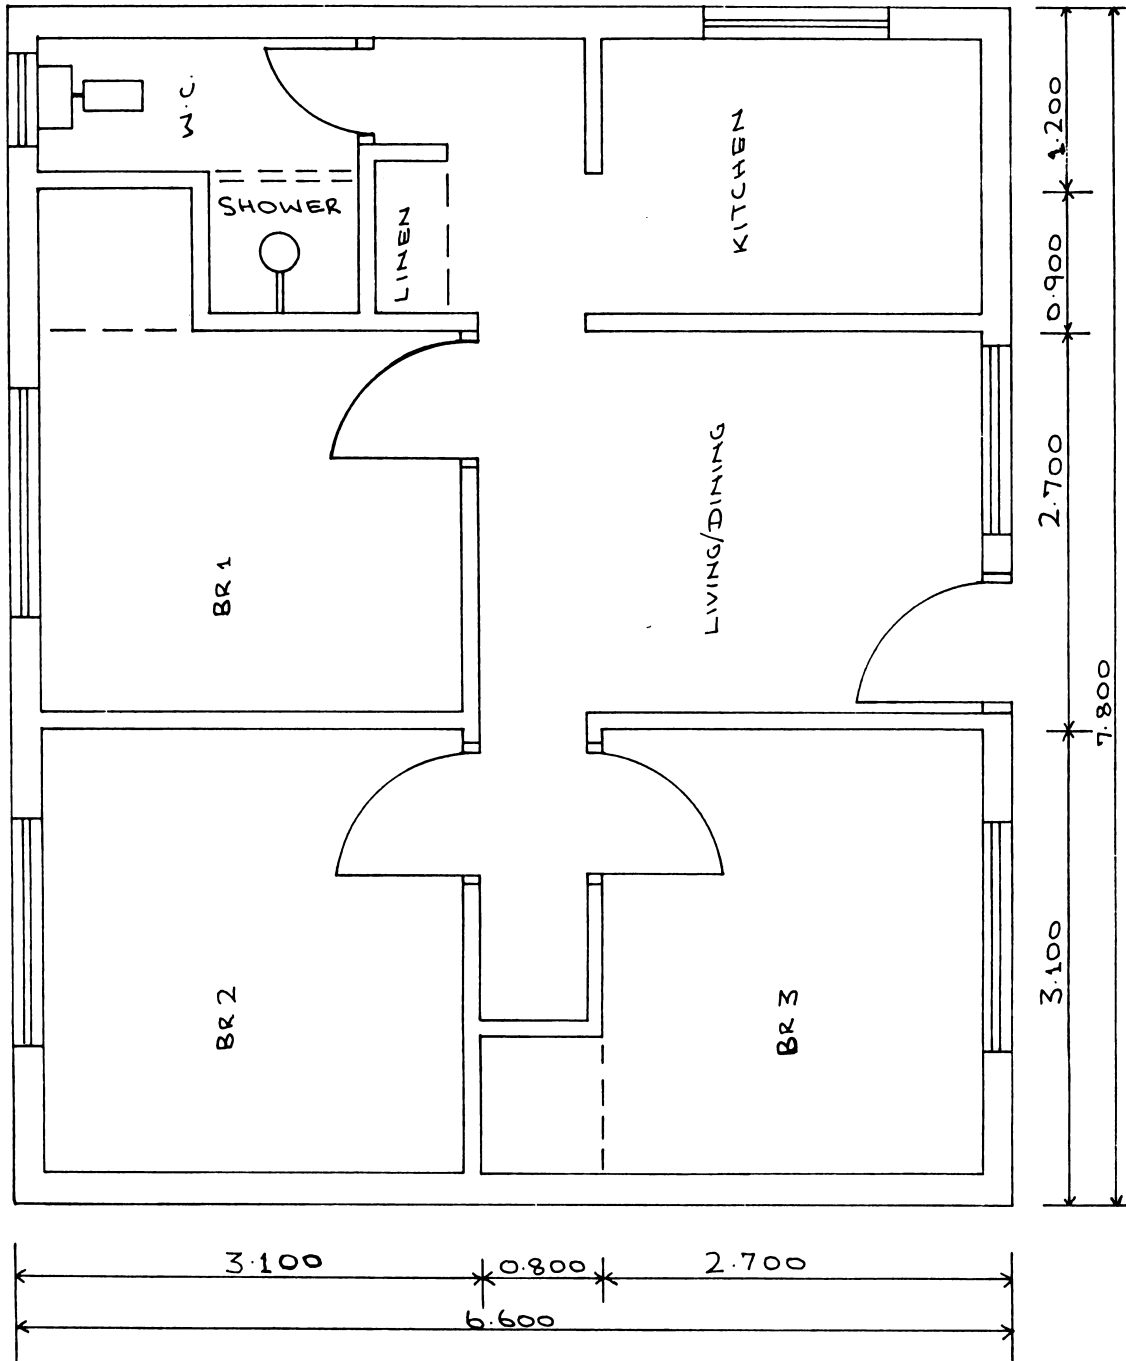 W.C.
SHOWER
LINEN
KITCHEN
1.200
0.900
BR 1
LIVING/DINING
2.700
7.800
BR 2
BR 3
3.100
3.100
0.800
2.700
6.600